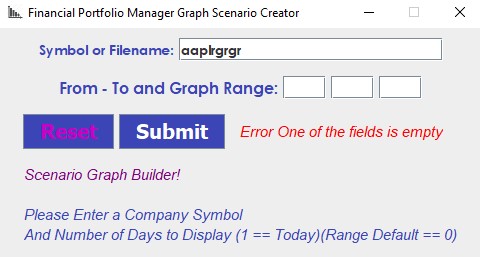 Financial Portfolio Manager Graph Scenario Creator
Symbol or Filename: aaplrgrgr
From - To and Graph Range:
Reset Submit Error One of the fields is empty
Scenario Graph Builder!
Please Enter a Company Symbol
And Number of Days to Display (1 == Today)(Range Default == 0)